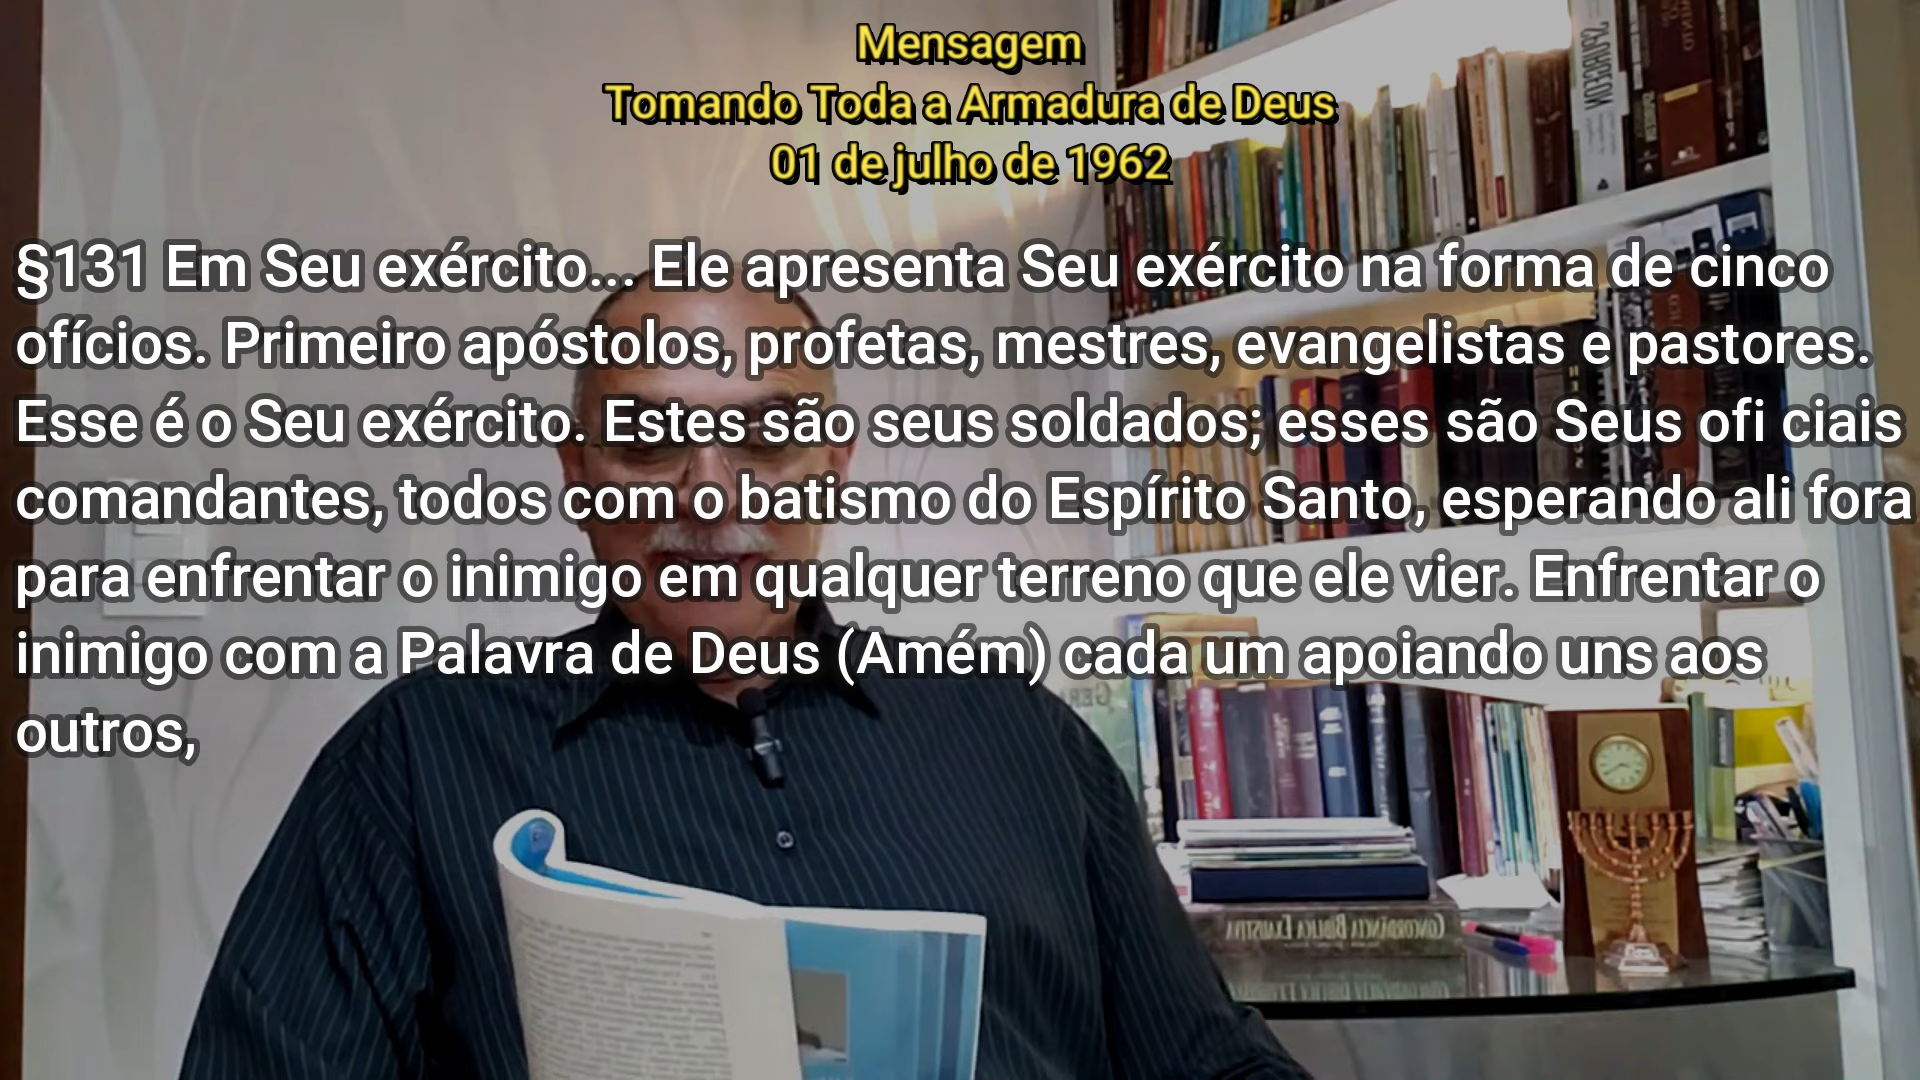 Mensagem
Tomando Toda a Armadura de Deus
01 de julho de 1962
§131 Em Seu exército... Ele apresenta Seu exército na forma de cinco
ofícios. Primeiro apóstolos, profetas, mestres, evangelistas e pastores.
Esse é o Seu exército. Estes são seus soldados; esses são Seus ofi ciais
comandantes, todos com o batismo do Espírito Santo, esperando ali fora
para enfrentar o inimigo em qualquer terreno que ele vier. Enfrentar o
inimigo com a Palavra de Deus (Amém) cada um apoiando uns aos
outros,
CONCORDÂNCIA BÍBLICA EXAUSTIVA